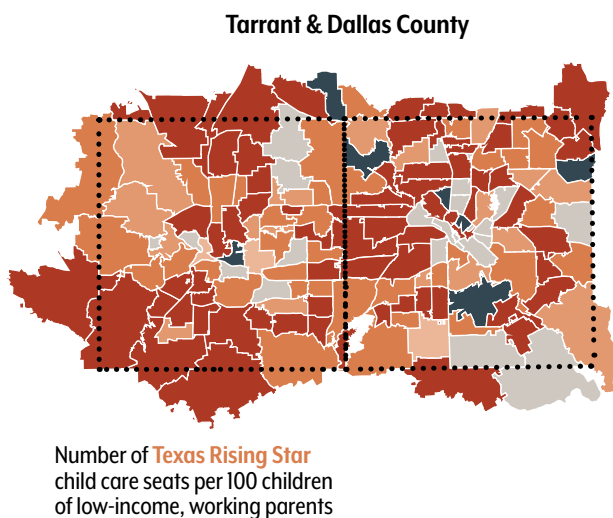 Tarrant & Dallas County
Number of Texas Rising Star
child care seats per 100 children
of low-income, working parents